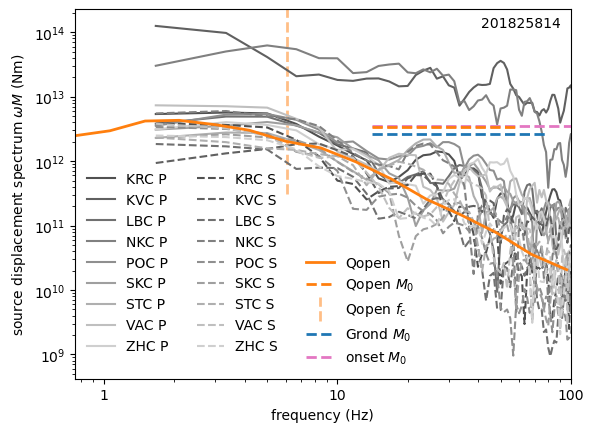 201825814
source displacement spectrum ωM (Nm)
10¹⁴
10¹³
10¹²
10¹¹
10¹⁰
10⁹
KRC P
KVC P
LBC P
NKC P
POC P
SKC P
STC P
VAC P
ZHC P
KRC S
KVC S
LBC S
NKC S
POC S
SKC S
STC S
VAC S
ZHC S
Qopen
Qopen M₀
Qopen f_c
Grond M₀
onset M₀
1 10 100
frequency (Hz)